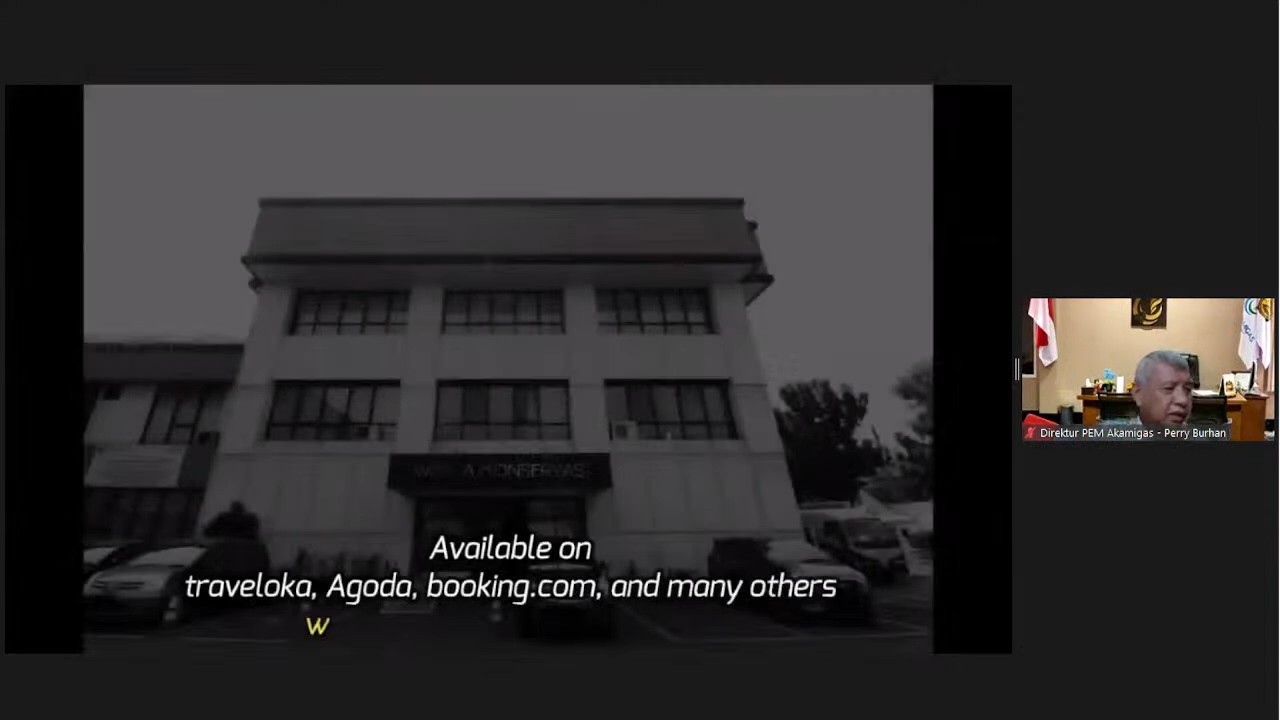 Available on
traveloka, Agoda, booking.com, and many others
w
Direktur PEM Akamigas - Perry Burhan